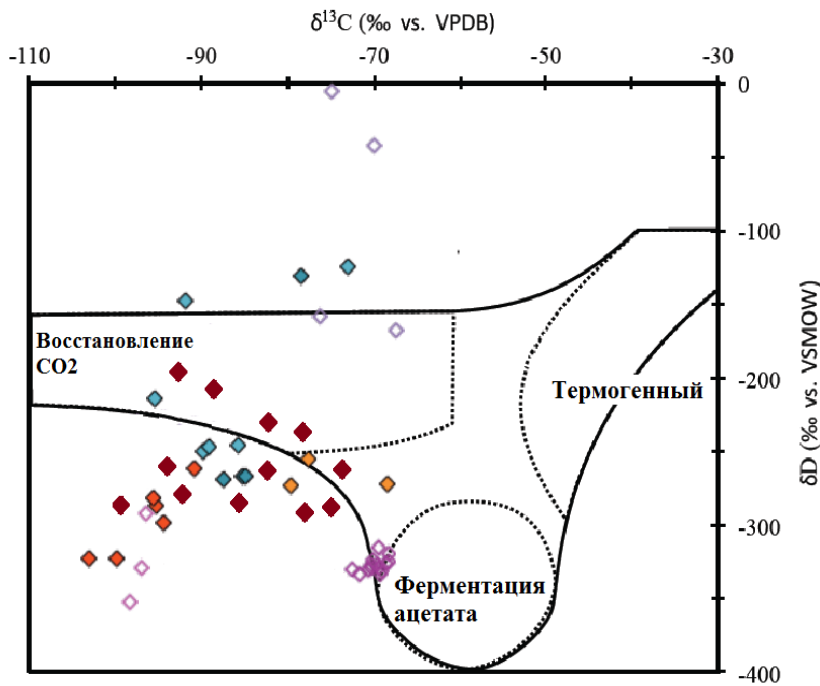 δ¹³C (‰ vs. VPDB)
-110 -90 -70 -50 -30
0
-100
Восстановление
CO2
Термогенный
-200
δD (‰ vs. VSMOW)
-300
Ферментация
ацетата
-400